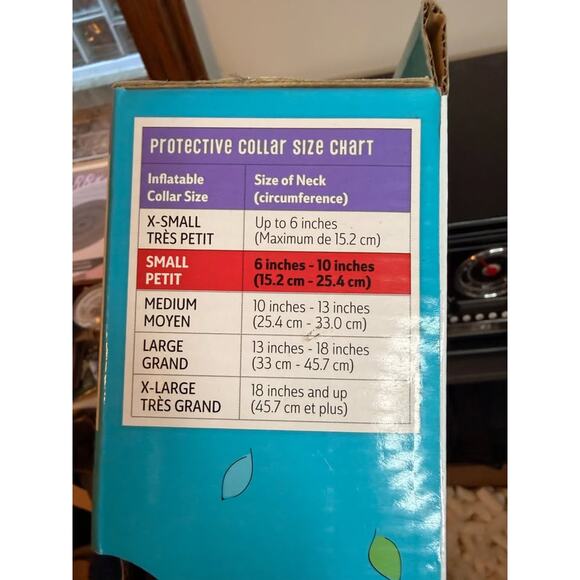 Protective Collar Size Chart
Inflatable
Collar Size
Size of Neck
(circumference)
X-SMALL
TRÈS PETIT
Up to 6 inches
(Maximum de 15.2 cm)
SMALL
PETIT
6 inches - 10 inches
(15.2 cm - 25.4 cm)
MEDIUM
MOYEN
10 inches - 13 inches
(25.4 cm - 33.0 cm)
LARGE
GRAND
13 inches - 18 inches
(33 cm - 45.7 cm)
X-LARGE
TRÈS GRAND
18 inches and up
(45.7 cm et plus)